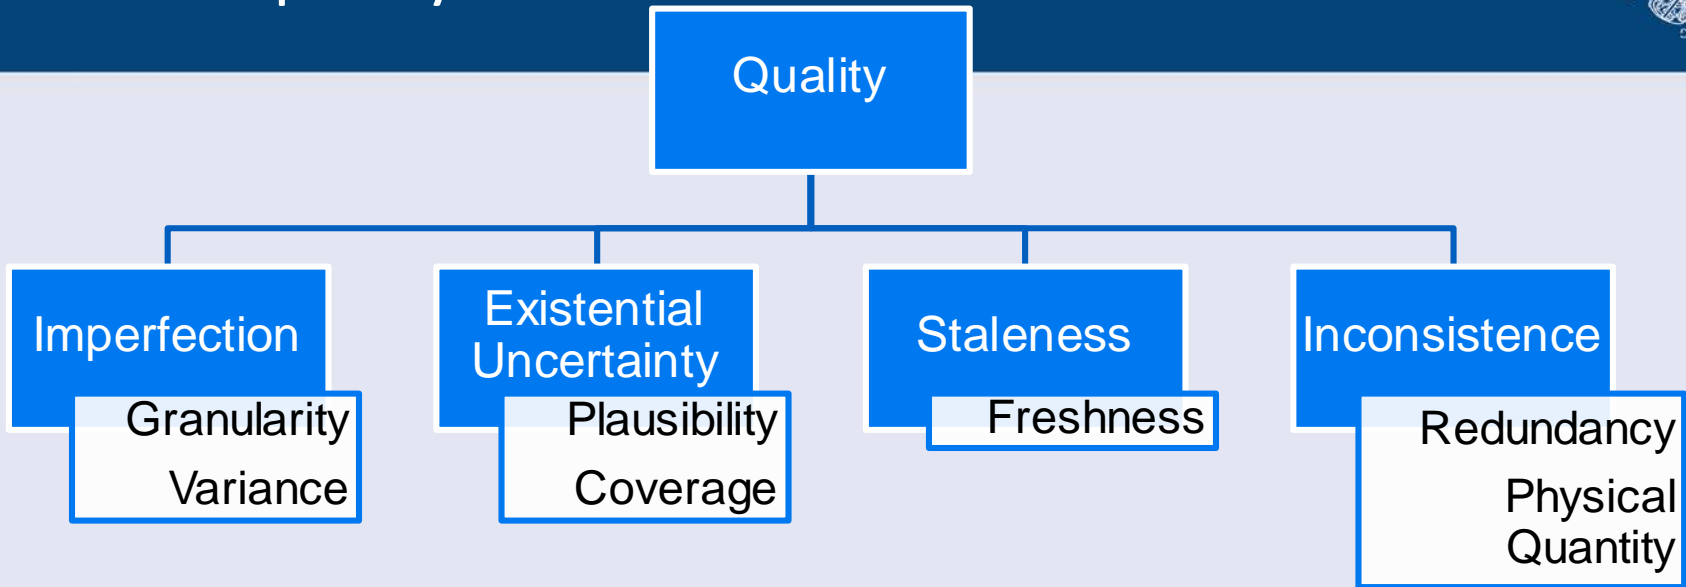 Quality
Imperfection
Granularity
Variance
Existential
Uncertainty
Plausibility
Coverage
Staleness
Freshness
Inconsistence
Redundancy
Physical
Quantity